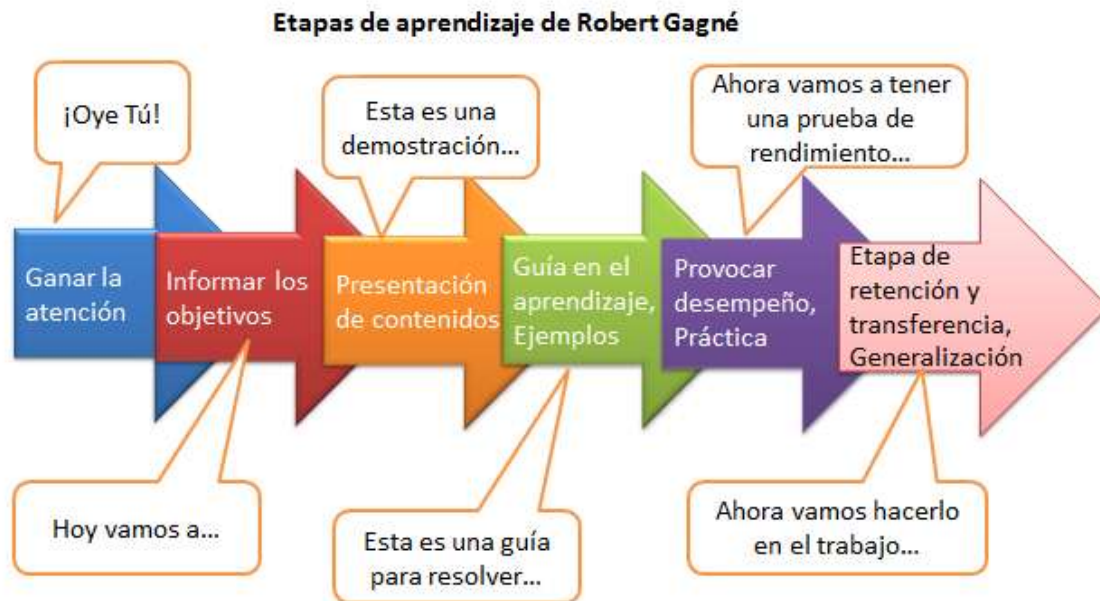 Etapas de aprendizaje de Robert Gagné
¡Oye Tú!
Esta es una
demostración...
Ahora vamos a tener
una prueba de
rendimiento...
Ganar la
atención
Informar los
objetivos
Presentación
de contenidos
Guía en el
aprendizaje,
Ejemplos
Provocar
desempeño,
Práctica
Etapa de
retención y
transferencia,
Generalización
Hoy vamos a...
Esta es una guía
para resolver...
Ahora vamos hacerlo
en el trabajo...